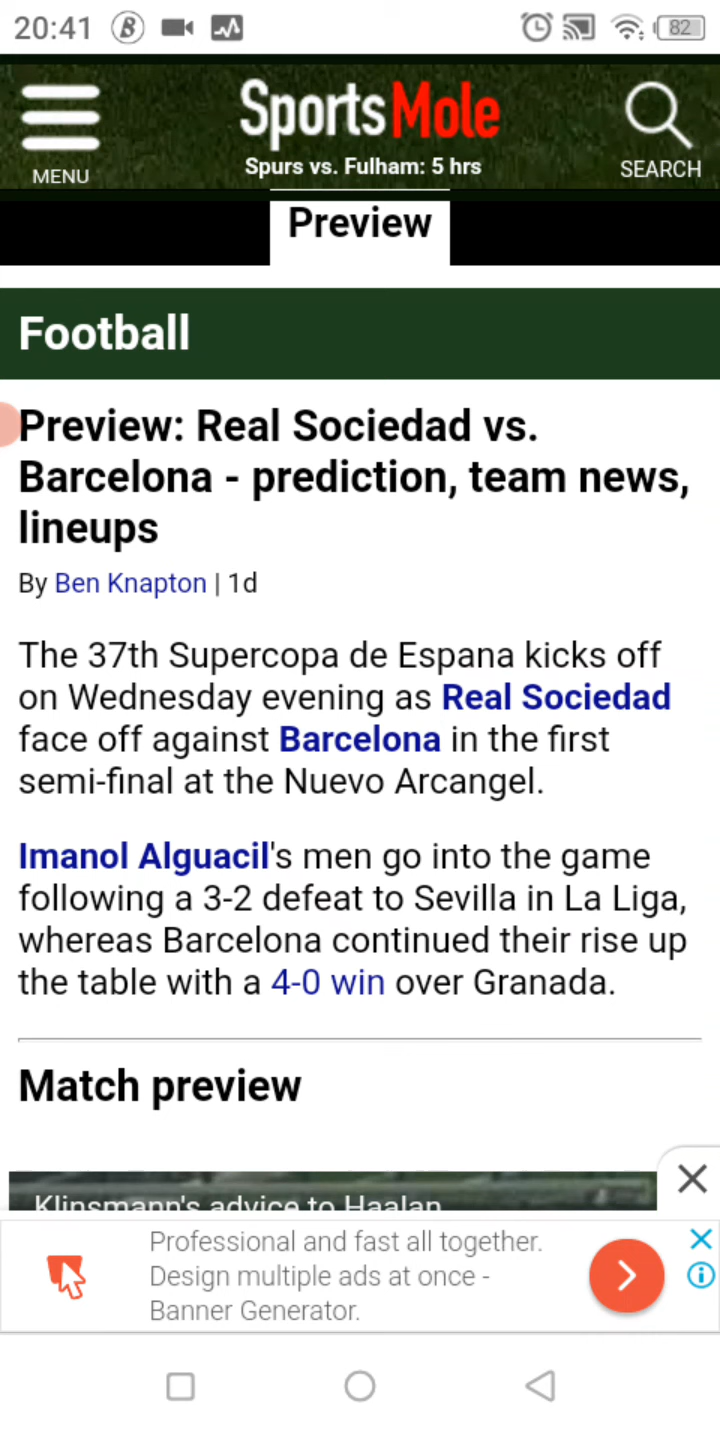 20:41
82
SportsMole
Spurs vs. Fulham: 5 hrs
MENU
SEARCH
Preview
Football
Preview: Real Sociedad vs.
Barcelona - prediction, team news,
lineups
By Ben Knapton | 1d
The 37th Supercopa de Espana kicks off
on Wednesday evening as Real Sociedad
face off against Barcelona in the first
semi-final at the Nuevo Arcangel.
Imanol Alguacil's men go into the game
following a 3-2 defeat to Sevilla in La Liga,
whereas Barcelona continued their rise up
the table with a 4-0 win over Granada.
Match preview
Klinsmann's advice to Haalan
Professional and fast all together.
Design multiple ads at once -
Banner Generator.